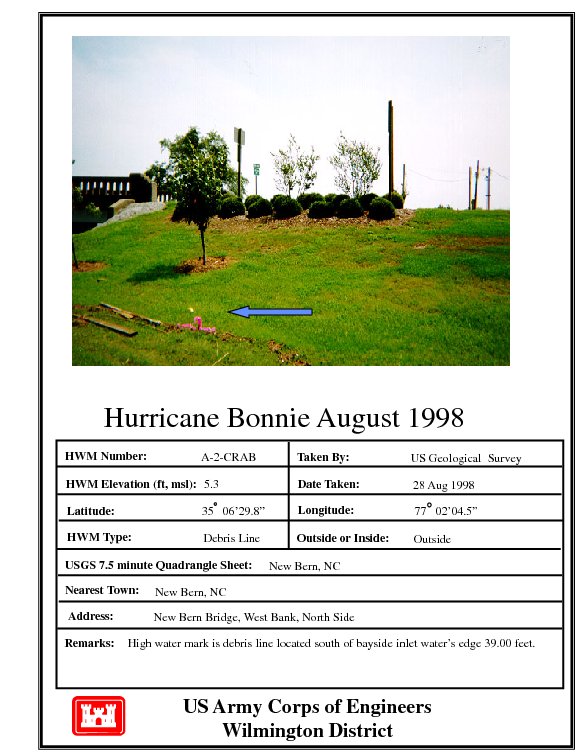 Hurricane Bonnie August 1998
HWM Number: A-2-CRAB Taken By: US Geological Survey
HWM Elevation (ft, msl): 5.3 Date Taken: 28 Aug 1998
Latitude: 35° 06’29.8” Longitude: 77° 02’04.5”
HWM Type: Debris Line Outside or Inside: Outside
USGS 7.5 minute Quadrangle Sheet: New Bern, NC
Nearest Town: New Bern, NC
Address: New Bern Bridge, West Bank, North Side
Remarks: High water mark is debris line located south of bayside inlet water’s edge 39.00 feet.
US Army Corps of Engineers
Wilmington District